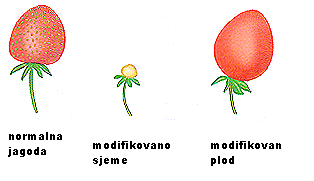 normalna
jagoda
modifikovano
sjeme
modifikovan
plod